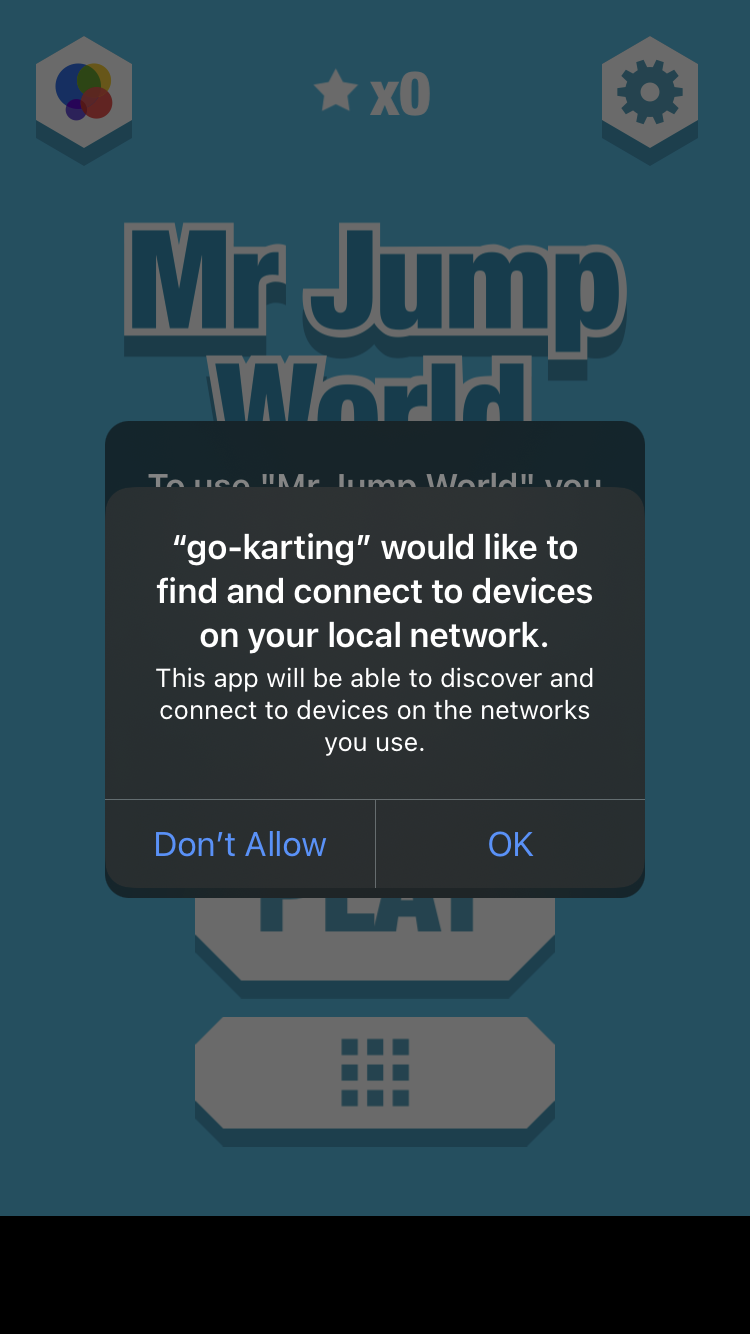 x0
Mr Jump
World
To use "Mr Jump World" you
“go-karting” would like to
find and connect to devices
on your local network.
This app will be able to discover and
connect to devices on the networks
you use.
Don’t Allow
OK
PLAY